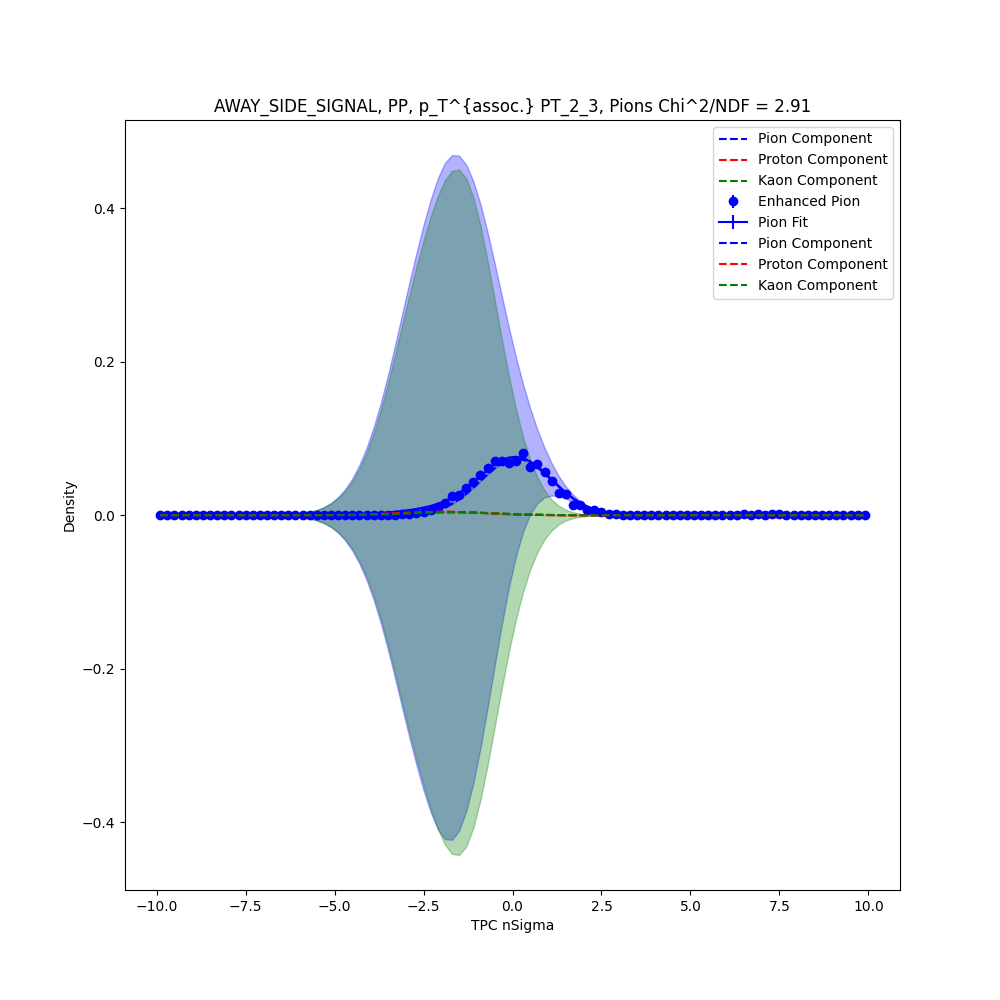 AWAY_SIDE_SIGNAL, PP, p_T^{assoc.} PT_2_3, Pions Chi^2/NDF = 2.91
Pion Component
Proton Component
Kaon Component
Enhanced Pion
Pion Fit
Pion Component
Proton Component
Kaon Component
0.4
0.2
0.0
−0.2
−0.4
Density
−10.0 −7.5 −5.0 −2.5 0.0 2.5 5.0 7.5 10.0
TPC nSigma